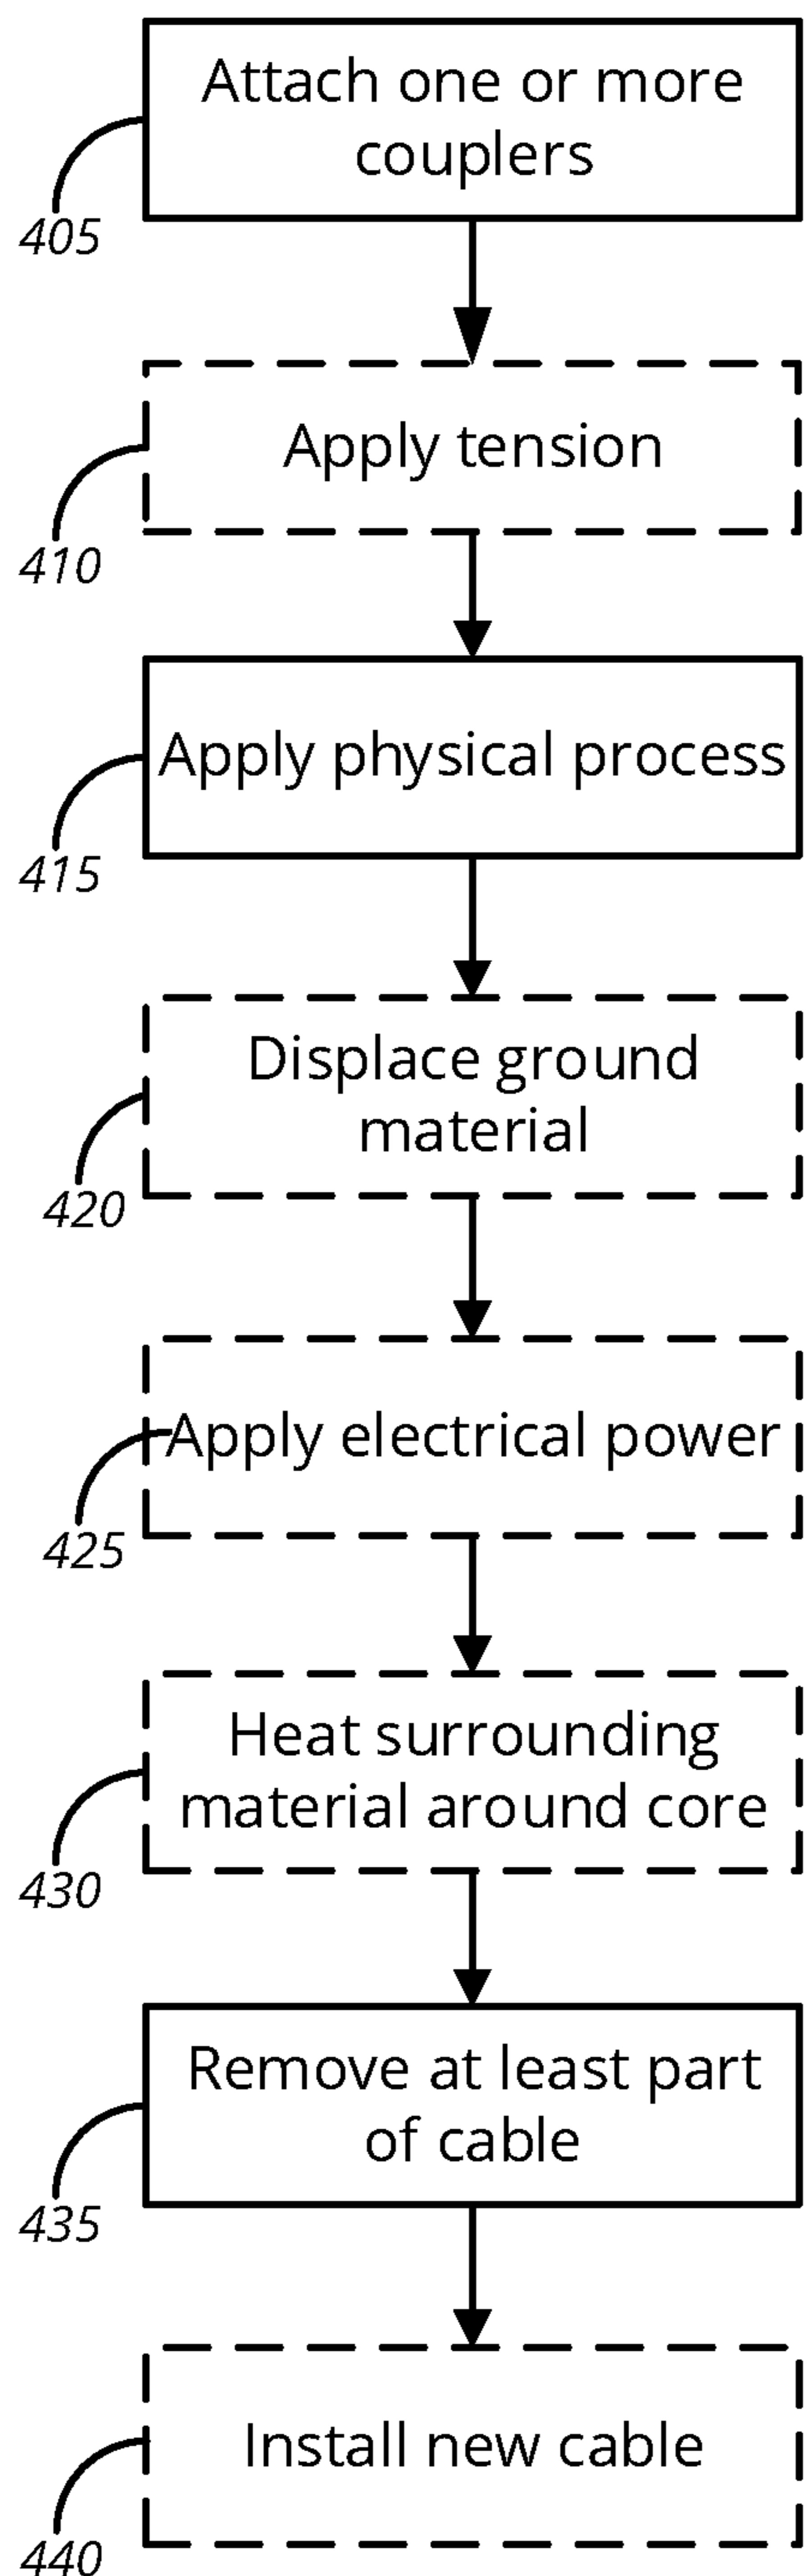 Attach one or more
couplers
405
Apply tension
410
Apply physical process
415
Displace ground
material
420
Apply electrical power
425
Heat surrounding
material around core
430
Remove at least part
of cable
435
Install new cable
440